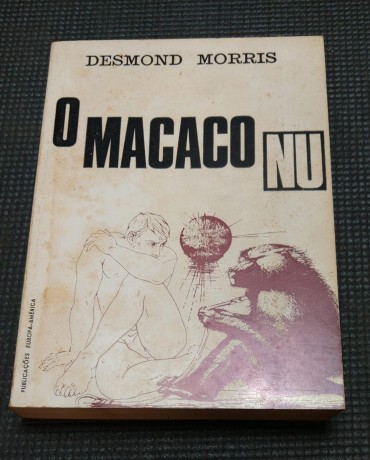 DESMOND MORRIS
O MACACO NU
PUBLICAÇÕES EUROPA-AMÉRICA